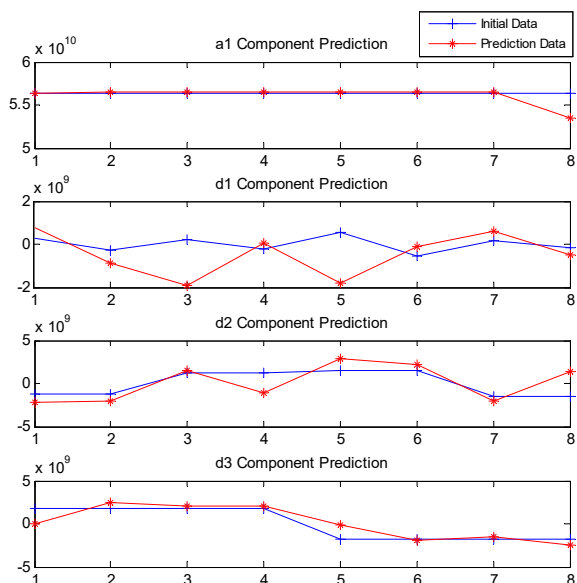 Initial Data
Prediction Data
x 10^10
a1 Component Prediction
6
5.5
5
1 2 3 4 5 6 7 8
x 10^9
d1 Component Prediction
2
0
-2
1 2 3 4 5 6 7 8
x 10^9
d2 Component Prediction
5
0
-5
1 2 3 4 5 6 7 8
x 10^9
d3 Component Prediction
5
0
-5
1 2 3 4 5 6 7 8